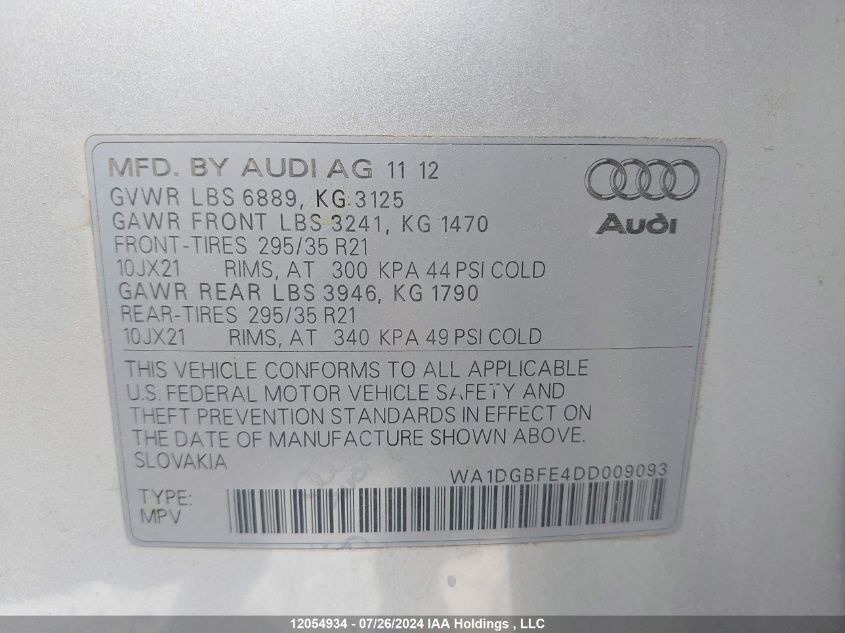 MFD. BY AUDI AG 11 12
GVWR LBS 6889, KG 3125
GAWR FRONT LBS 3241, KG 1470
FRONT-TIRES 295/35 R21
10JX21 RIMS, AT 300 KPA 44 PSI COLD
GAWR REAR LBS 3946, KG 1790
REAR-TIRES 295/35 R21
10JX21 RIMS, AT 340 KPA 49 PSI COLD
Audi
THIS VEHICLE CONFORMS TO ALL APPLICABLE
U.S. FEDERAL MOTOR VEHICLE SAFETY AND
THEFT PREVENTION STANDARDS IN EFFECT ON
THE DATE OF MANUFACTURE SHOWN ABOVE.
SLOVAKIA
WA1DGBFE4DD009093
TYPE:
MPV
12054934 - 07/26/2024 IAA Holdings , LLC